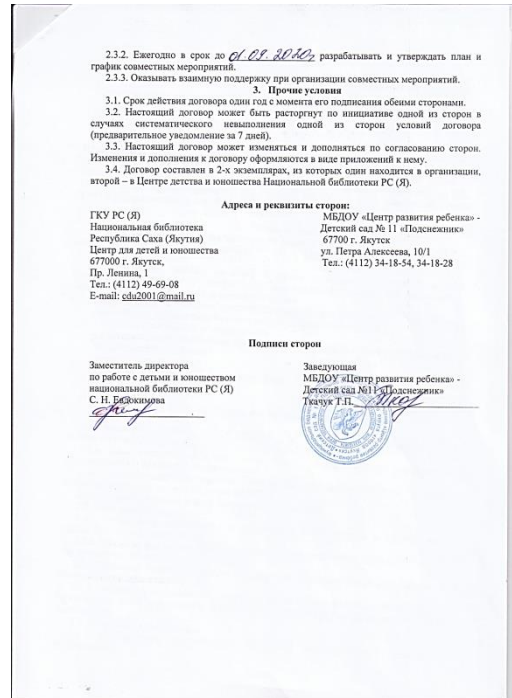 2.3.2. Ежегодно в срок до 01.09.2020г разрабатывать и утверждать план и
график совместных мероприятий.
2.3.3. Оказывать взаимную поддержку при организации совместных мероприятий.
3. Прочие условия
3.1. Срок действия договора один год с момента его подписания обеими сторонами.
3.2. Настоящий договор может быть расторгнут по инициативе одной из сторон в
случаях систематического невыполнения одной из сторон условий договора
(предварительное уведомление за 7 дней).
3.3. Настоящий договор может изменяться и дополняться по согласованию сторон.
Изменения и дополнения к договору оформляются в виде приложений к нему.
3.4. Договор составлен в 2-х экземплярах, из которых один находится в организации,
второй – в Центре детства и юношества Национальной библиотеки РС (Я).
Адреса и реквизиты сторон:
ГКУ РС (Я)
Национальная библиотека
Республика Саха (Якутия)
Центр для детей и юношества
677000 г. Якутск,
Пр. Ленина, 1
Тел.: (4112) 49-69-08
E-mail: cdu2001@mail.ru
МБДОУ «Центр развития ребенка» -
Детский сад № 11 «Подснежник»
67700 г. Якутск
ул. Петра Алексеева, 10/1
Тел.: (4112) 34-18-54, 34-18-28
Подписи сторон
Заместитель директора
по работе с детьми и юношеством
национальной библиотеки РС (Я)
С. Н. Евдокимова
Заведующая
МБДОУ «Центр развития ребенка» -
Детский сад №11 «Подснежник»
Ткачук Т.П.